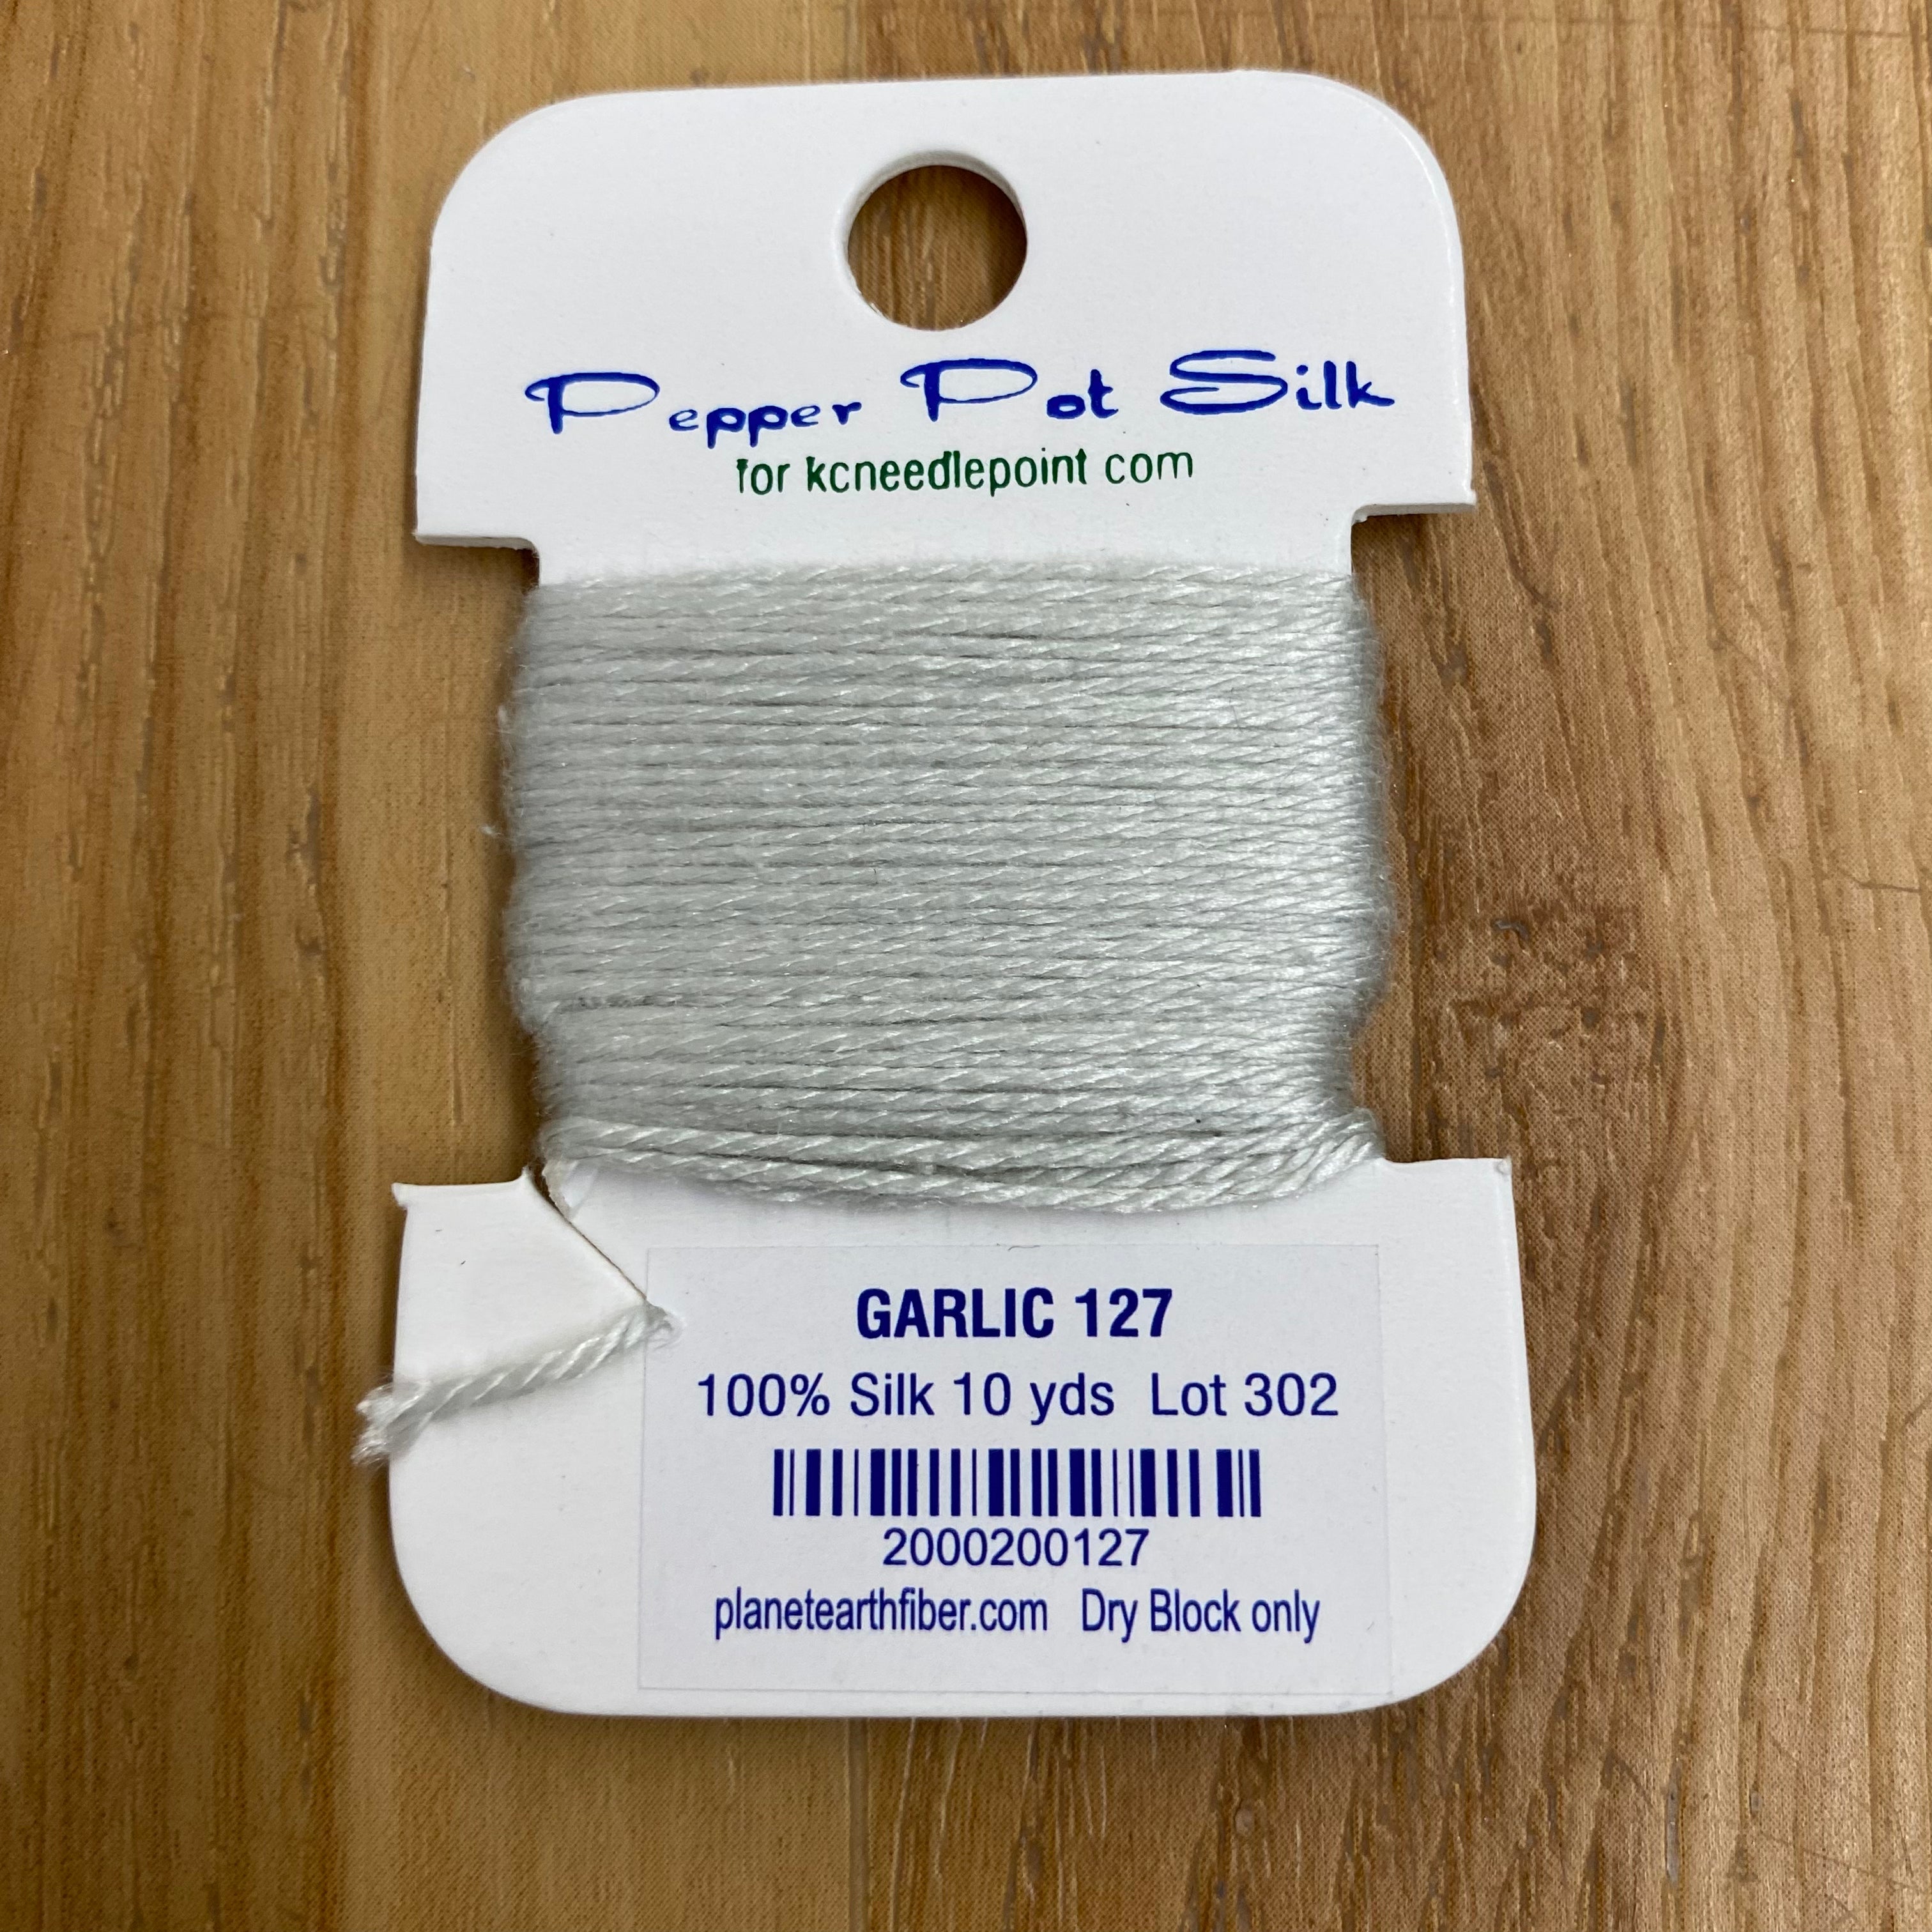 Pepper Pot Silk
for kcneedlepoint com
GARLIC 127
100% Silk 10 yds Lot 302
2000200127
planetearthfiber.com Dry Block only